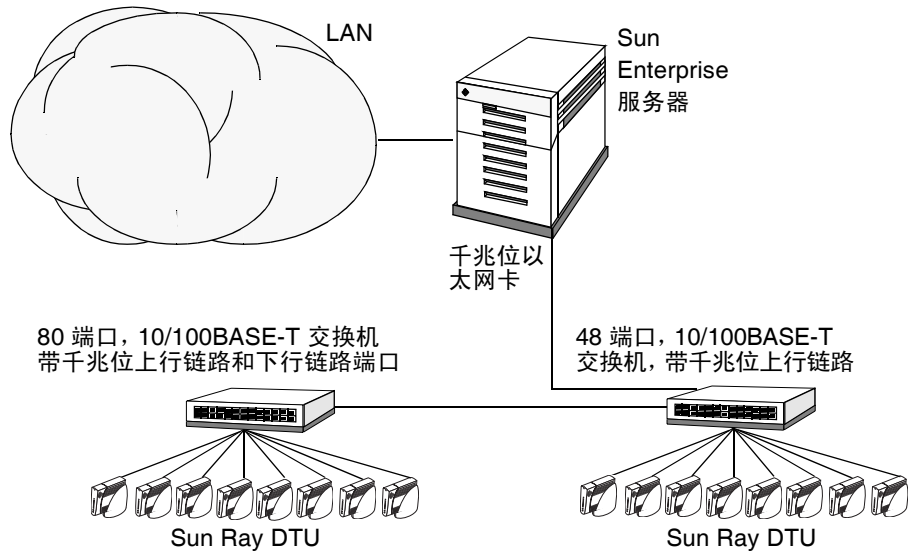 LAN
Sun
Enterprise
服务器
千兆位以
太网卡
80 端口，10/100BASE-T 交换机
带千兆位上行链路和下行链路端口
48 端口，10/100BASE-T
交换机，带千兆位上行链路
Sun Ray DTU
Sun Ray DTU